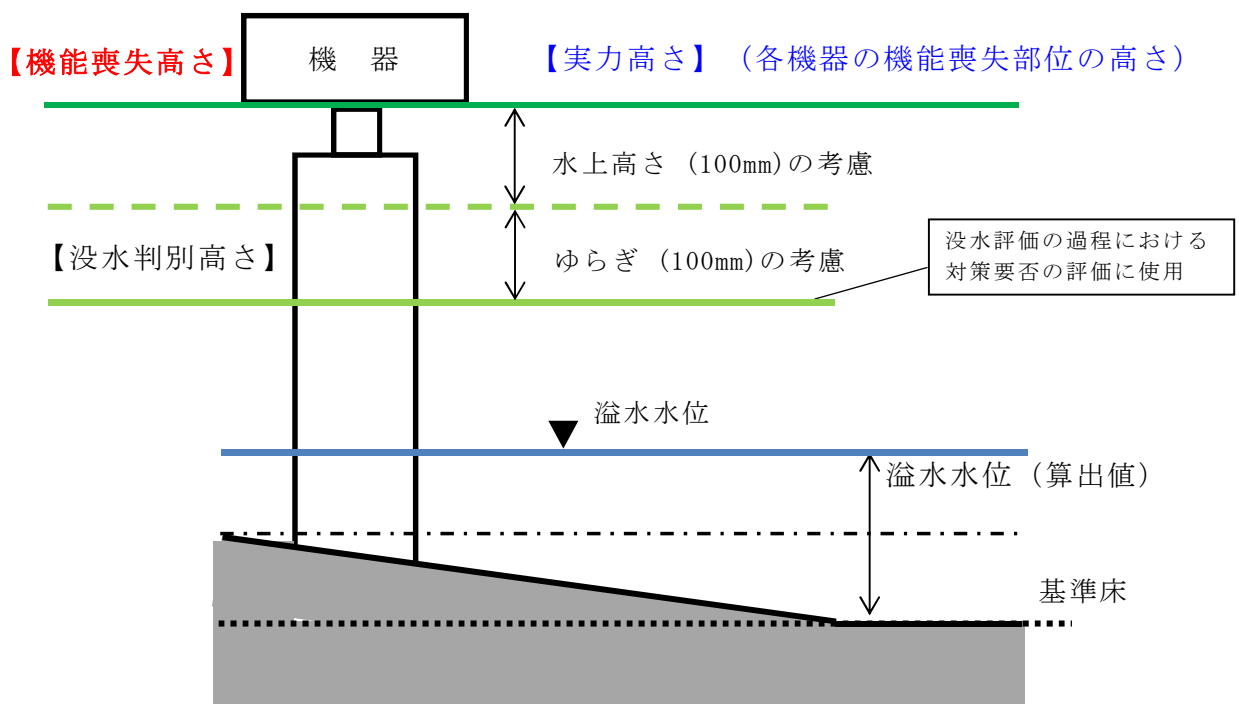 【機能喪失高さ】
機 器
【実力高さ】（各機器の機能喪失部位の高さ）
水上高さ (100mm)の考慮
【没水判別高さ】
ゆらぎ (100mm)の考慮
没水評価の過程における
対策要否の評価に使用
溢水水位
溢水水位（算出値）
基準床